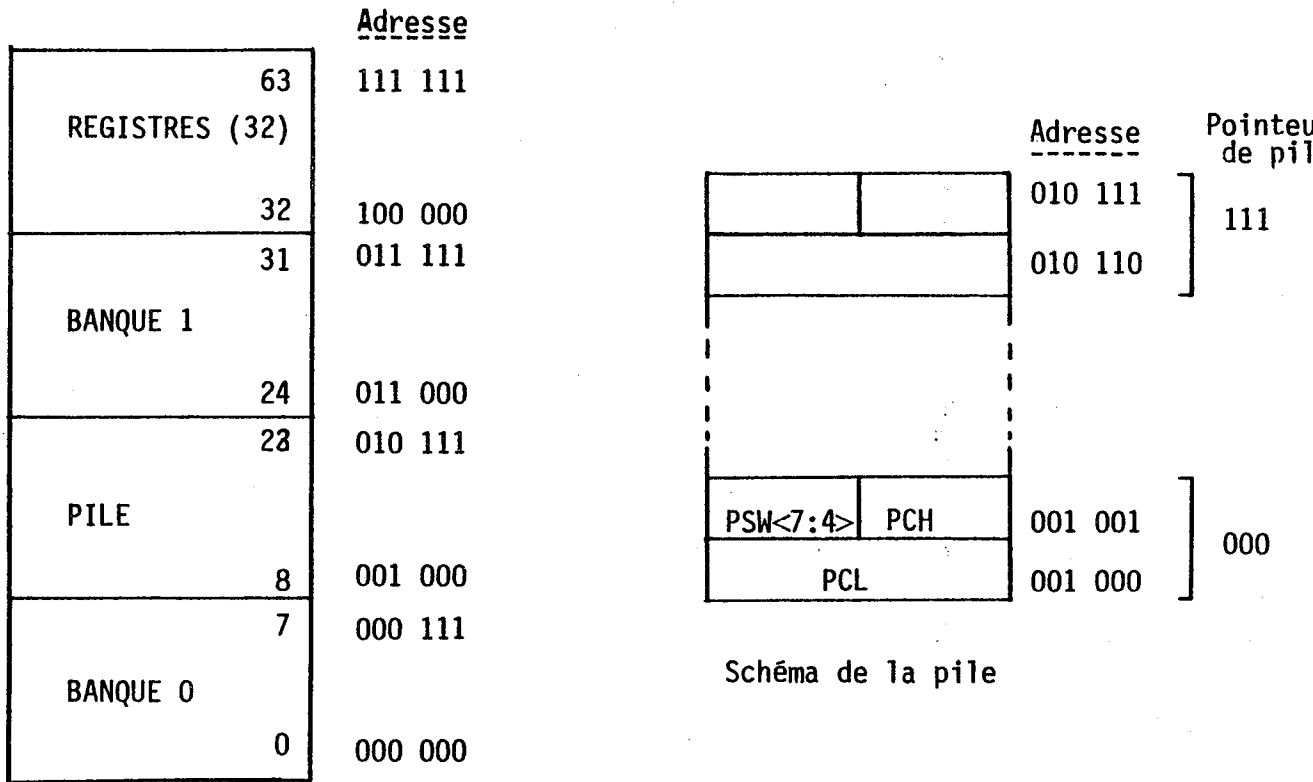 Adresse
63 111 111
REGISTRES (32)
32 100 000
31 011 111
BANQUE 1
24 011 000
23 010 111
PILE
8 001 000
7 000 111
BANQUE 0
0 000 000
Adresse
Pointeu
de pil
010 111
111
010 110
PSW<7:4> PCH 001 001
000
PCL 001 000
Schéma de la pile